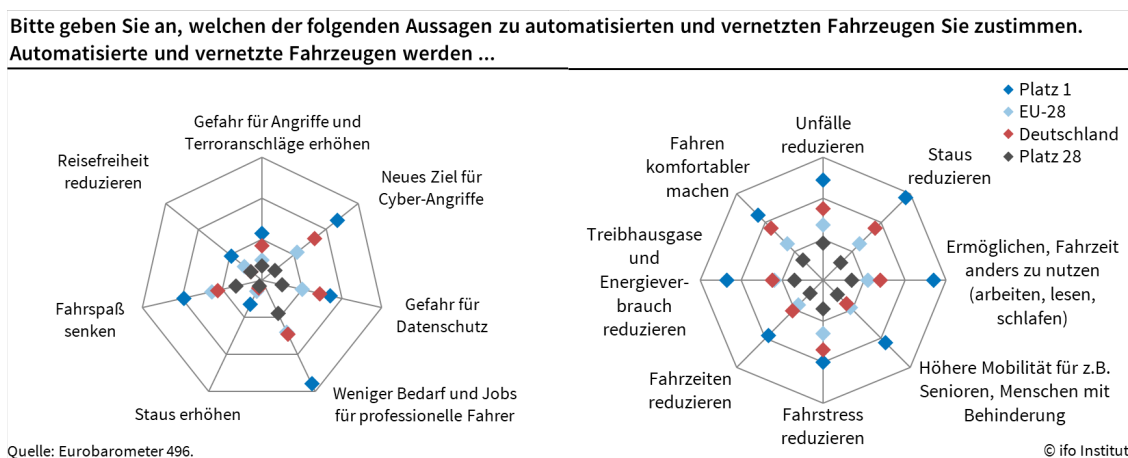 Bitte geben Sie an, welchen der folgenden Aussagen zu automatisierten und vernetzten Fahrzeugen Sie zustimmen.
Automatisierte und vernetzte Fahrzeugen werden ...
Gefahr für Angriffe und
Terroranschläge erhöhen
Reisefreiheit
reduzieren
Neues Ziel für
Cyber-Angriffe
Fahrspaß
senken
Gefahr für
Datenschutz
Staus erhöhen
Weniger Bedarf und Jobs
für professionelle Fahrer
Platz 1
EU-28
Deutschland
Platz 28
Unfälle
reduzieren
Fahren
komfortabler
machen
Staus
reduzieren
Treibhausgase
und
Energiever-
brauch
reduzieren
Ermöglichen, Fahrzeit
anders zu nutzen
(arbeiten, lesen,
schlafen)
Fahrzeiten
reduzieren
Fahrstress
reduzieren
Höhere Mobilität für z.B.
Senioren, Menschen mit
Behinderung
Quelle: Eurobarometer 496.
© ifo Institut